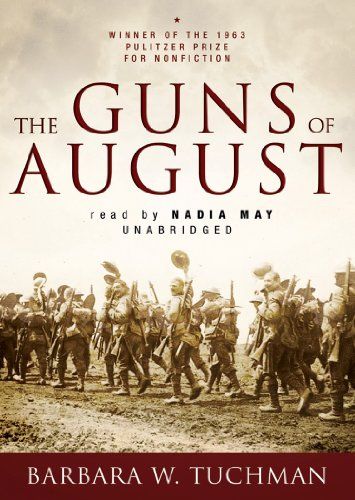 WINNER OF THE 1963
PULITZER PRIZE
FOR NONFICTION
THE GUNS OF
AUGUST
read by NADIA MAY
UNABRIDGED
BARBARA W. TUCHMAN